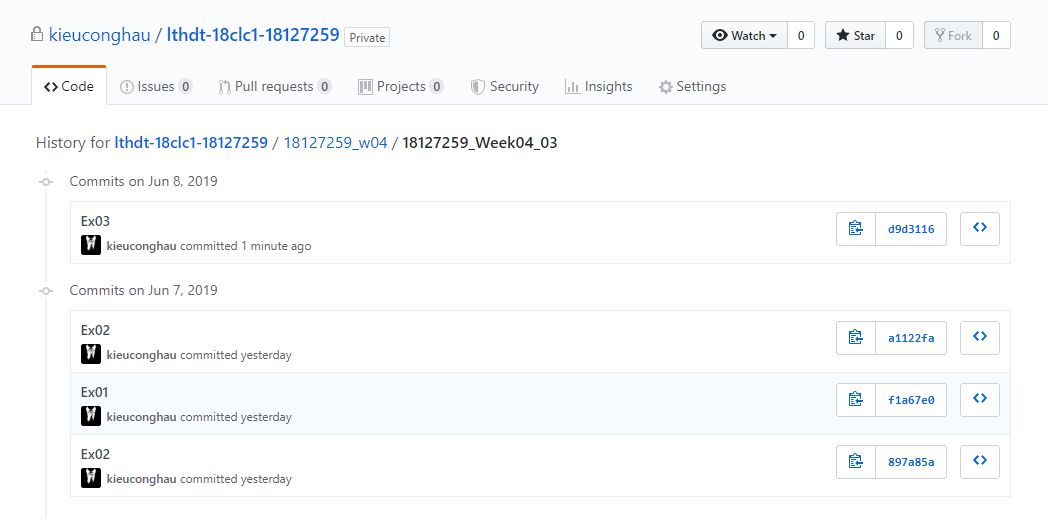 kieuconghau / lthdt-18clc1-18127259 Private Watch 0 Star 0 Fork 0
Code Issues 0 Pull requests 0 Projects 0 Security Insights Settings
History for lthdt-18clc1-18127259 / 18127259_w04 / 18127259_Week04_03
Commits on Jun 8, 2019
Ex03
kieuconghau committed 1 minute ago
d9d3116
Commits on Jun 7, 2019
Ex02
kieuconghau committed yesterday
a1122fa
Ex01
kieuconghau committed yesterday
f1a67e0
Ex02
kieuconghau committed yesterday
897a85a